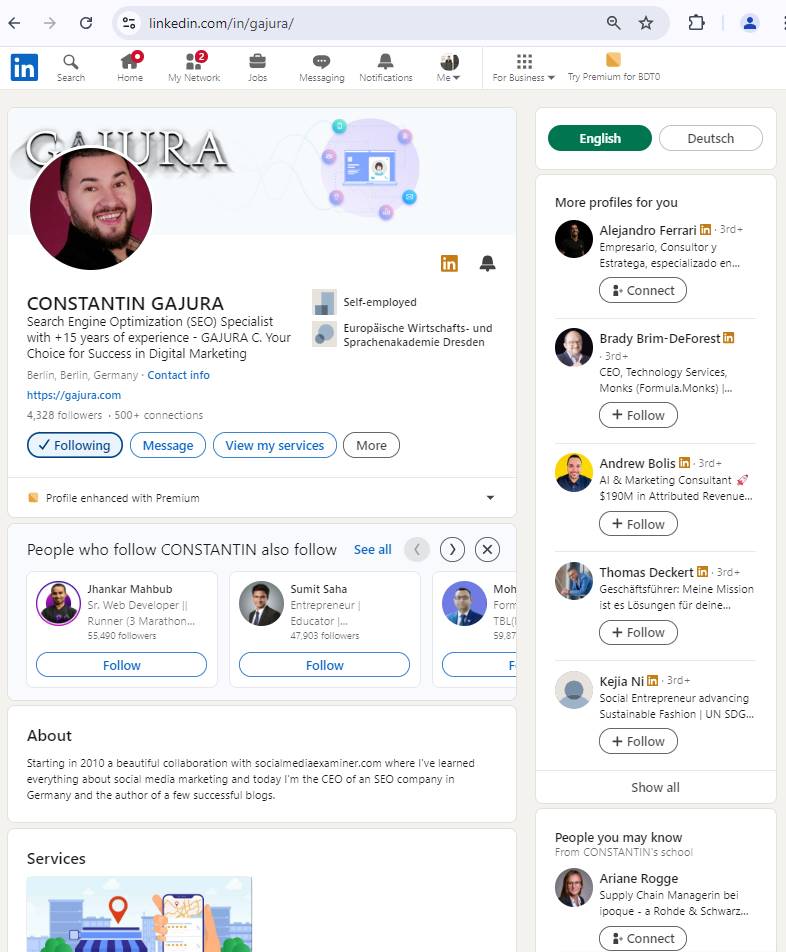 linkedin.com/in/gajura/
in
2
Search
Home
My Network
Jobs
Messaging
Notifications
Me
For Business
Try Premium for BDT0
GAJURA
in
CONSTANTIN GAJURA
Search Engine Optimization (SEO) Specialist
with +15 years of experience - GAJURA C. Your
Choice for Success in Digital Marketing
Self-employed
Europäische Wirtschafts- und
Sprachenakademie Dresden
Berlin, Berlin, Germany · Contact info
https://gajura.com
4,328 followers · 500+ connections
Following
Message
View my services
More
Profile enhanced with Premium
People who follow CONSTANTIN also follow
See all
Jhankar Mahbub
Sr. Web Developer ||
Runner (3 Marathon...
55,490 followers
Follow
Sumit Saha
Entrepreneur |
Educator |...
47,903 followers
Follow
Moh
Form
TBL(
59,87
F
About
Starting in 2010 a beautiful collaboration with socialmediaexaminer.com where I've learned
everything about social media marketing and today I'm the CEO of an SEO company in
Germany and the author of a few successful blogs.
Services
English
Deutsch
More profiles for you
Alejandro Ferrari in · 3rd+
Empresario, Consultor y
Estratega, especializado en...
Connect
Brady Brim-DeForest in
· 3rd+
CEO, Technology Services,
Monks (Formula.Monks) |...
+ Follow
Andrew Bolis in · 3rd+
AI & Marketing Consultant 🚀
$190M in Attributed Revenue...
+ Follow
Thomas Deckert in · 3rd+
Geschäftsführer: Meine Mission
ist es Lösungen für deine...
+ Follow
Kejia Ni in · 3rd+
Social Entrepreneur advancing
Sustainable Fashion | UN SDG...
+ Follow
Show all
People you may know
From CONSTANTIN's school
Ariane Rogge
Supply Chain Managerin bei
ipoque - a Rohde & Schwarz...
Connect